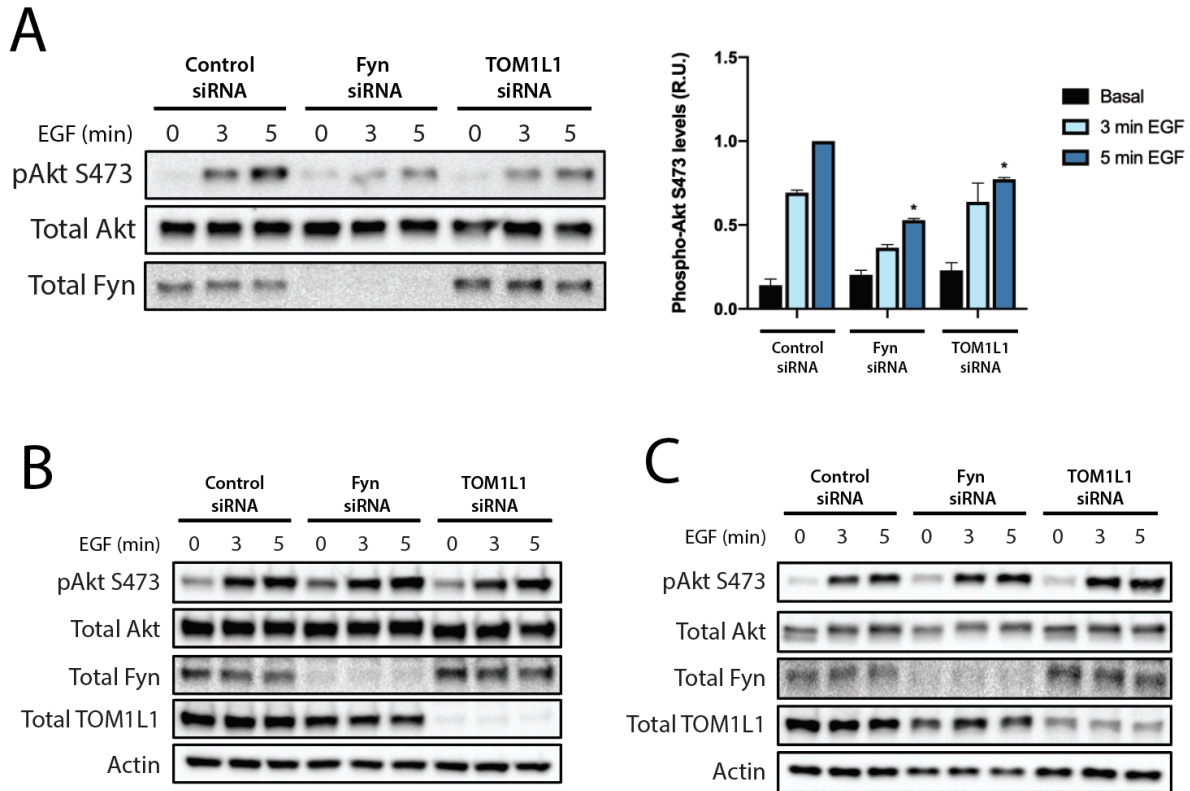 A
Control
siRNA
Fyn
siRNA
TOM1L1
siRNA
EGF (min) 0 3 5 0 3 5 0 3 5
pAkt S473
Total Akt
Total Fyn
Phospho-Akt S473 levels (R.U.)
1.5
1.0
0.5
0.0
*
*
Control
siRNA
Fyn
siRNA
TOM1L1
siRNA
Basal
3 min EGF
5 min EGF
B
Control
siRNA
Fyn
siRNA
TOM1L1
siRNA
EGF (min) 0 3 5 0 3 5 0 3 5
pAkt S473
Total Akt
Total Fyn
Total TOM1L1
Actin
C
Control
siRNA
Fyn
siRNA
TOM1L1
siRNA
EGF (min) 0 3 5 0 3 5 0 3 5
pAkt S473
Total Akt
Total Fyn
Total TOM1L1
Actin